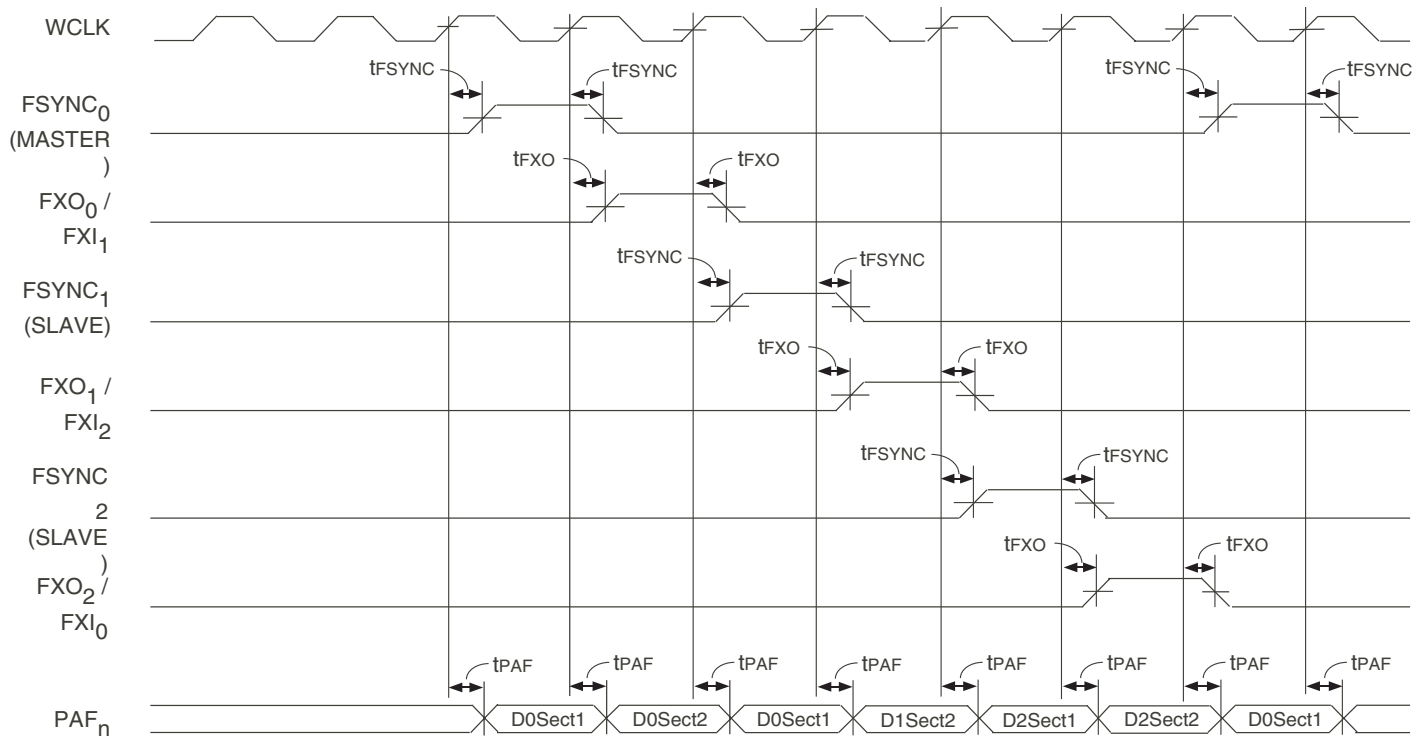 WCLK
tFSYNC
tFSYNC
tFSYNC
tFSYNC
FSYNC0
(MASTER
)
tFXO
tFXO
FXO0 /
FXI1
tFSYNC
tFSYNC
FSYNC1
(SLAVE)
tFXO
tFXO
FXO1 /
FXI2
tFSYNC
tFSYNC
FSYNC
2
(SLAVE
)
tFXO
tFXO
FXO2 /
FXI0
tPAF
tPAF
tPAF
tPAF
tPAF
tPAF
tPAF
tPAF
PAFn
D0Sect1
D0Sect2
D0Sect1
D1Sect2
D2Sect1
D2Sect2
D0Sect1